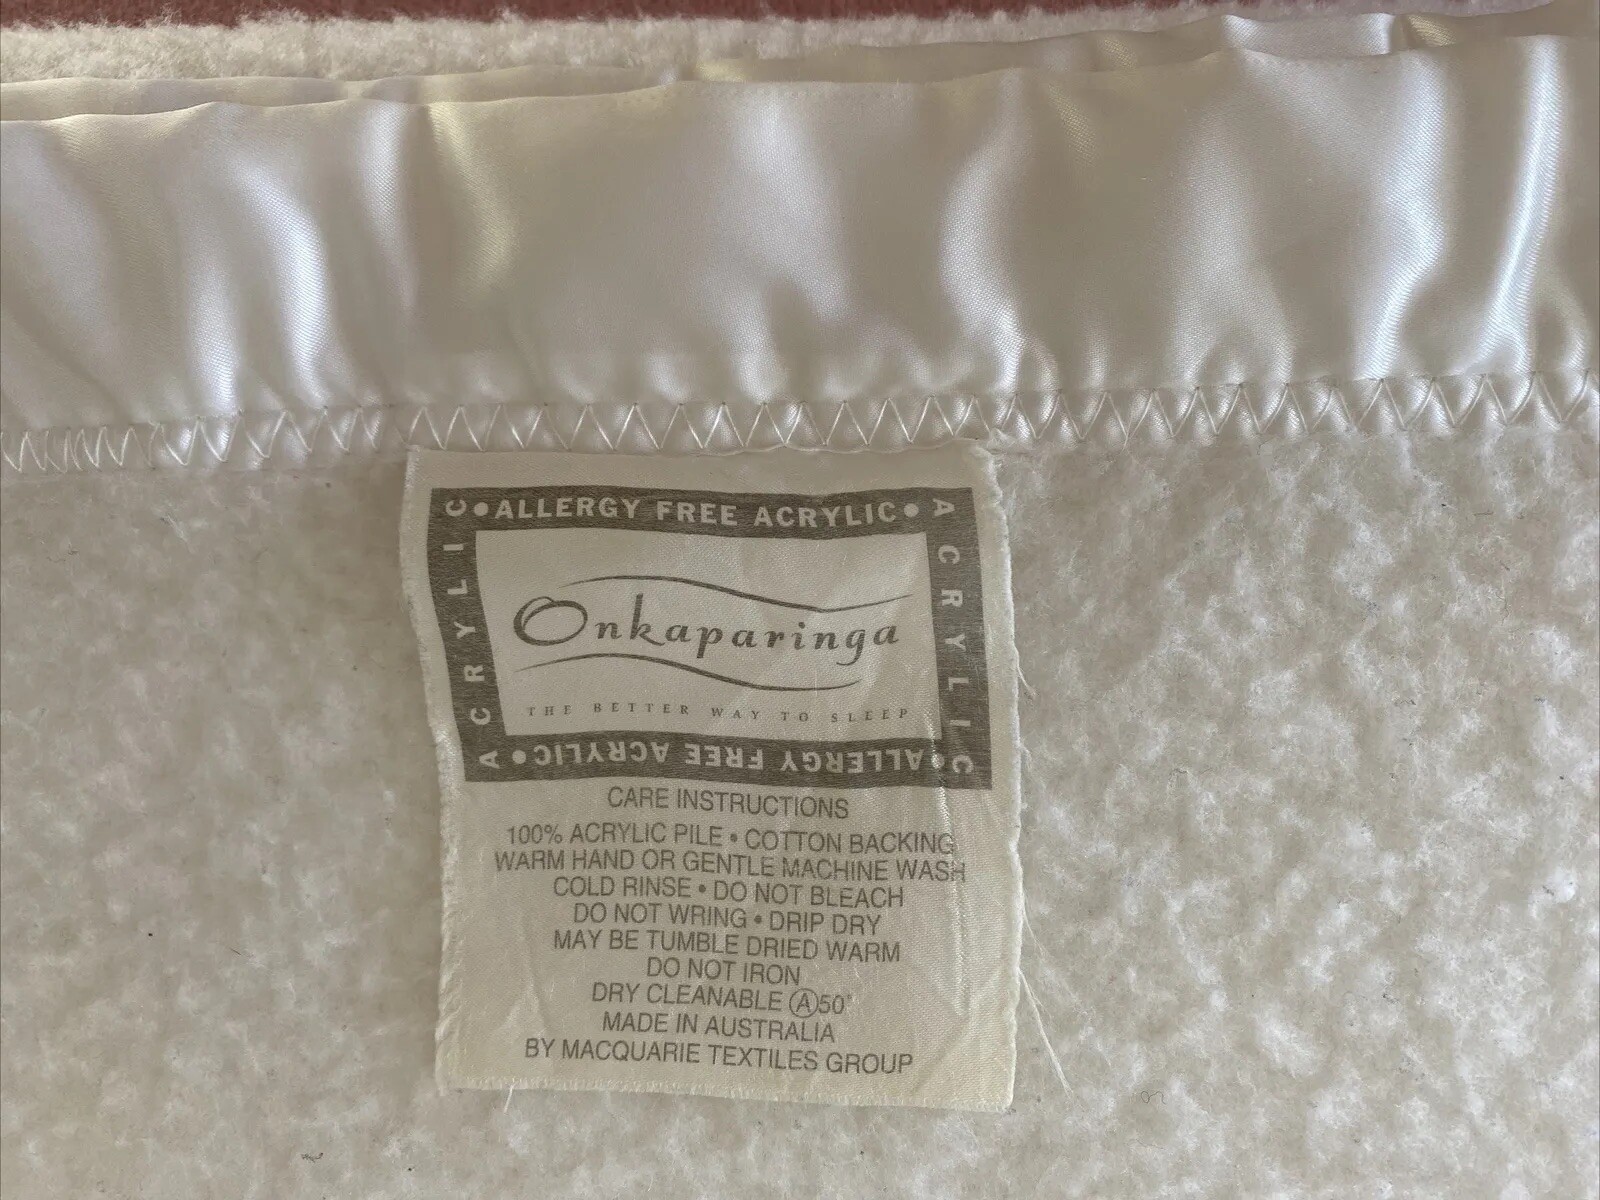 •ALLERGY FREE ACRYLIC•
ACRYLIC
ACRYLIC
Onkaparinga
THE BETTER WAY TO SLEEP
•ALLERGY FREE ACRYLIC•
CARE INSTRUCTIONS
100% ACRYLIC PILE • COTTON BACKING
WARM HAND OR GENTLE MACHINE WASH
COLD RINSE • DO NOT BLEACH
DO NOT WRING • DRIP DRY
MAY BE TUMBLE DRIED WARM
DO NOT IRON
DRY CLEANABLE Ⓐ50°
MADE IN AUSTRALIA
BY MACQUARIE TEXTILES GROUP